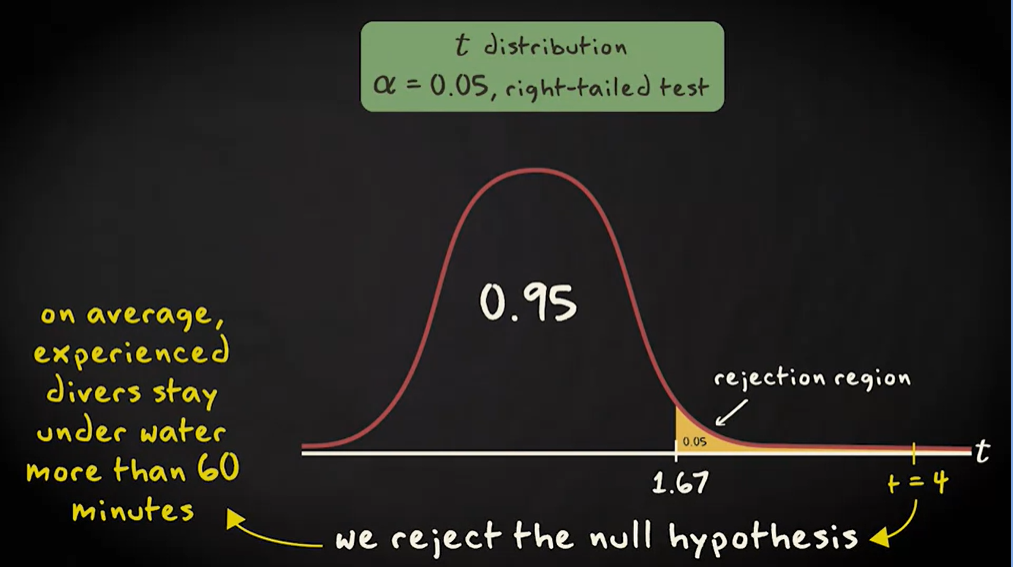 t distribution
α = 0.05, right-tailed test
0.95
on average,
experienced
divers stay
under water
more than 60
minutes
rejection region
0.05
t
1.67
t = 4
we reject the null hypothesis